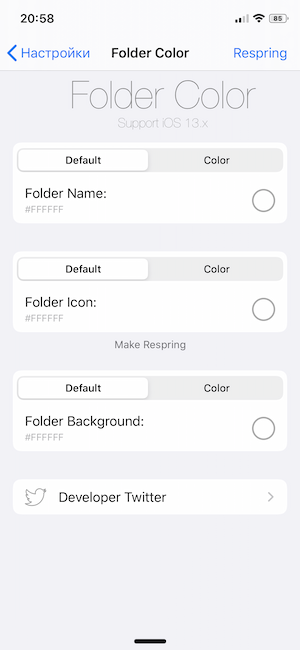 20:58
85
Настройки Folder Color Respring
Folder Color
Support iOS 13.x
Default Color
Folder Name:
#FFFFFF
Default Color
Folder Icon:
#FFFFFF
Make Respring
Default Color
Folder Background:
#FFFFFF
Developer Twitter